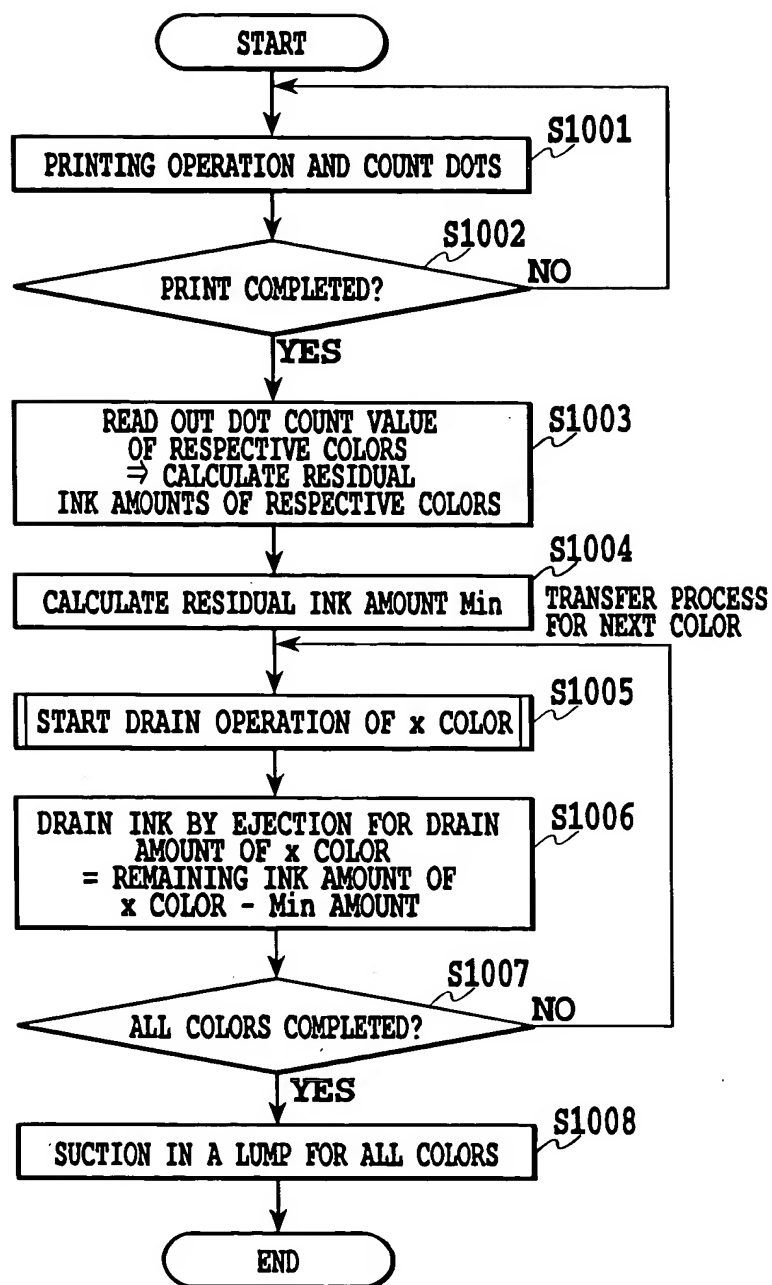 START
S1001
PRINTING OPERATION AND COUNT DOTS
S1002
PRINT COMPLETED?
NO
YES
READ OUT DOT COUNT VALUE
OF RESPECTIVE COLORS
⇒ CALCULATE RESIDUAL
INK AMOUNTS OF RESPECTIVE COLORS
S1003
S1004
CALCULATE RESIDUAL INK AMOUNT Min
TRANSFER PROCESS
FOR NEXT COLOR
S1005
START DRAIN OPERATION OF x COLOR
S1006
DRAIN INK BY EJECTION FOR DRAIN
AMOUNT OF x COLOR
= REMAINING INK AMOUNT OF
x COLOR - Min AMOUNT
S1007
ALL COLORS COMPLETED?
NO
YES
S1008
SUCTION IN A LUMP FOR ALL COLORS
END